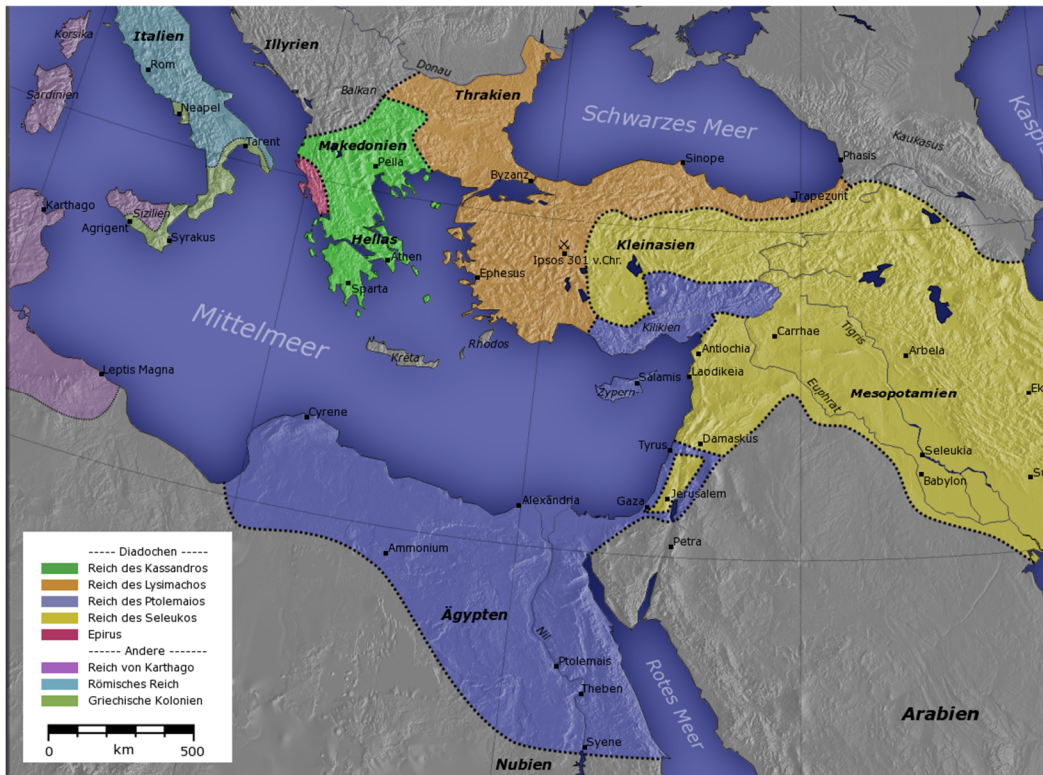 Korsika
Italien
Illyrien
Rom
Donau
Sardinien
Balkan
Thrakien
Neapel
Schwarzes Meer
Kaspi
Kaukasus
Tarent
Makedonien
Pella
Sinope
Phasis
Byzanz
Trapezunt
Karthago
Sizilien
Agrigent
Syrakus
Hellas
Kleinasien
Athen
Ipsos 301 v.Chr.
Ephesus
Sparta
Mittelmeer
Kilikien
Carrhae
Tigris
Rhodos
Kreta
Antiochia
Arbela
Leptis Magna
Salamis
Laodikeia
Zypern
Euphrat
Mesopotamien
Ek
Cyrene
Tyrus
Damaskus
Seleukia
Babylon
Su
Alexandria
Gaza
Jerusalem
Ammonium
Petra
Ägypten
Nil
Ptolemais
Theben
Rotes Meer
Arabien
Syene
Nubien
----- Diadochen -----
Reich des Kassandros
Reich des Lysimachos
Reich des Ptolemaios
Reich des Seleukos
Epirus
------ Andere -------
Reich von Karthago
Römisches Reich
Griechische Kolonien
0 km 500